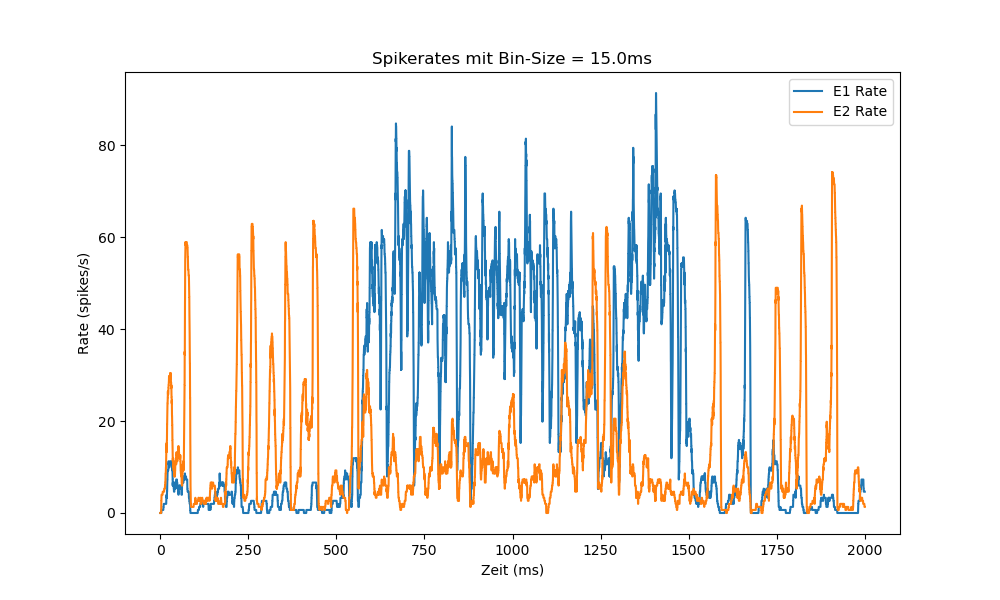 Spikerates mit Bin-Size = 15.0ms
E1 Rate
E2 Rate
Rate (spikes/s)
80
60
40
20
0
0 250 500 750 1000 1250 1500 1750 2000
Zeit (ms)